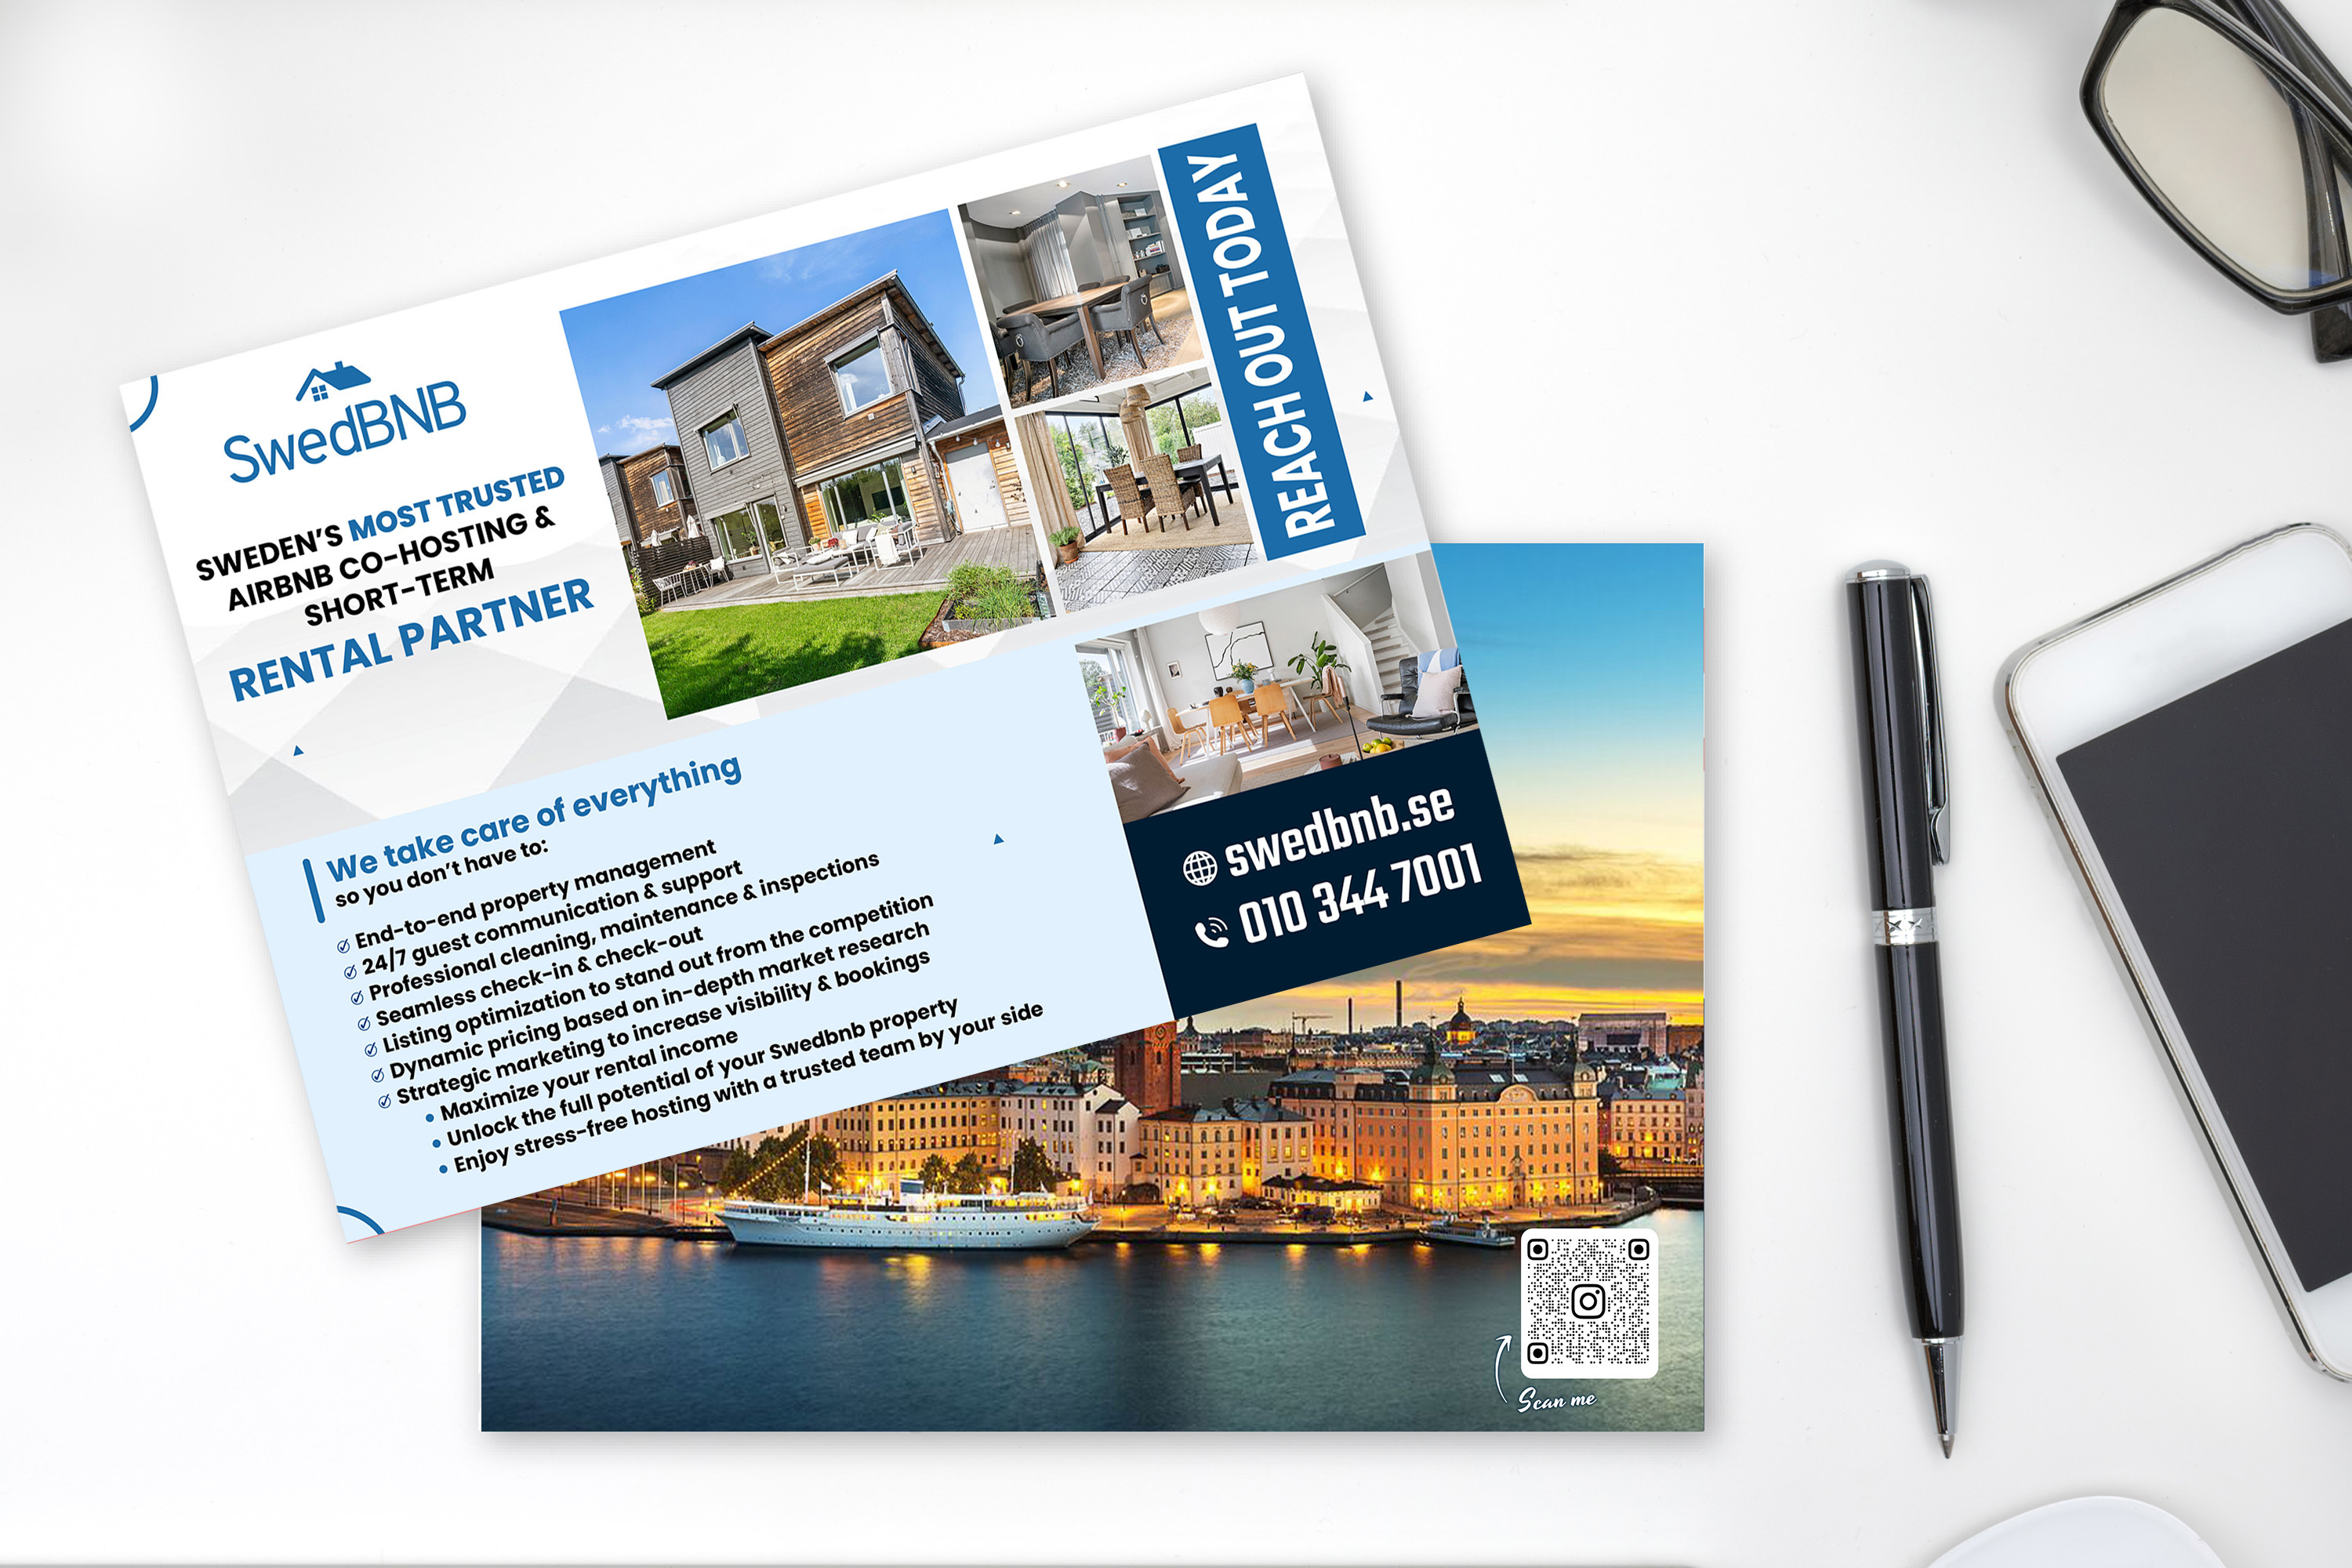 SwedBNB
SWEDEN'S MOST TRUSTED
AIRBNB CO-HOSTING &
SHORT-TERM
RENTAL PARTNER
REACH OUT TODAY
We take care of everything
so you don't have to:
End-to-end property management
24/7 guest communication & support
Professional cleaning, maintenance & inspections
Seamless check-in & check-out
Listing optimization to stand out from the competition
Dynamic pricing based on in-depth market research
Strategic marketing to increase visibility & bookings
• Maximize your rental income
• Unlock the full potential of your Swedbnb property
• Enjoy stress-free hosting with a trusted team by your side
swedbnb.se
010 344 7001
Scan me